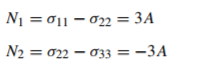 N₁ = σ₁₁ − σ₂₂ = 3A
N₂ = σ₂₂ − σ₃₃ = −3A